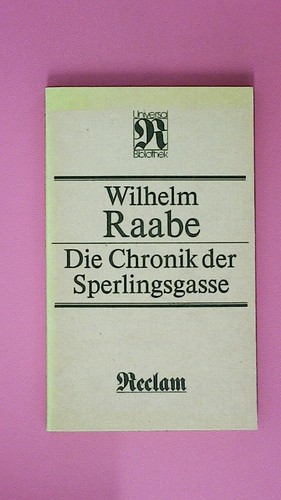 Universal
Bibliothek
Wilhelm
Raabe
Die Chronik der
Sperlingsgasse
Reclam